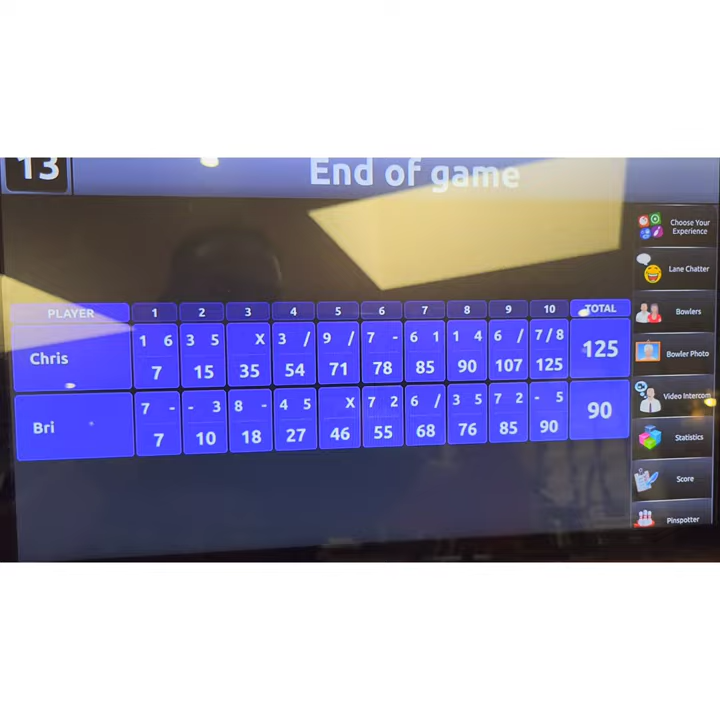 13 End of game
Choose Your
Experience
Lane Chatter
Bowlers
Bowler Photo
Video Intercom
Statistics
Score
Pinspotter
PLAYER 1 2 3 4 5 6 7 8 9 10 TOTAL
Chris 1 6 3 5 X 3 / 9 / 7 - 6 1 1 4 6 / 7 / 8 125
7 15 35 54 71 78 85 90 107 125
Bri 7 - - 3 8 - 4 5 X 7 2 6 / 3 5 7 2 - 5 90
7 10 18 27 46 55 68 76 85 90